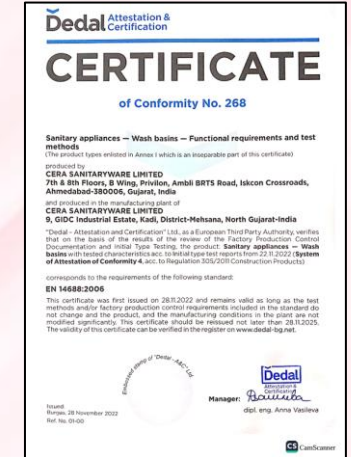 Dedal Attestation &
Certification
CERTIFICATE
of Conformity No. 268
Sanitary appliances — Wash basins — Functional requirements and test
methods
(The product types enlisted in Annex I which is an inseparable part of this certificate)
produced by
CERA SANITARYWARE LIMITED
7th & 8th Floors, B Wing, Privilon, Ambli BRTS Road, Iskcon Crossroads,
Ahmedabad-380006, Gujarat, India
and produced in the manufacturing plant of
CERA SANITARYWARE LIMITED
9, GIDC Industrial Estate, Kadi, District-Mehsana, North Gujarat-India
"Dedal – Attestation and Certification" Ltd., as a European Third Party Authority, verifies
that on the basis of the results of the review of the Factory Production Control
Documentation and Initial Type Testing, the product: Sanitary appliances — Wash
basins with tested characteristics acc. to Initial type test reports from 22.11.2022 (System
of Attestation of Conformity 4, acc. to Regulation 305/2011 Construction Products)
corresponds to the requirements of the following standard:
EN 14688:2006
This certificate was first issued on 28.11.2022 and remains valid as long as the test
methods and/or factory production control requirements included in the standard do
not change and the product, and the manufacturing conditions in the plant are not
modified significantly. This certificate should be reissued not later than 28.11.2025.
The validity of this certificate can be verified in the register on www.dedal-bg.net.
Embossed stamp of "Dedal -A&C" Ltd.
Dedal
Attestation &
Certification
Manager:
dipl. eng. Anna Vasileva
Issued:
Burgas, 28 November 2022
Ref. No. 01-00
CS CamScanner